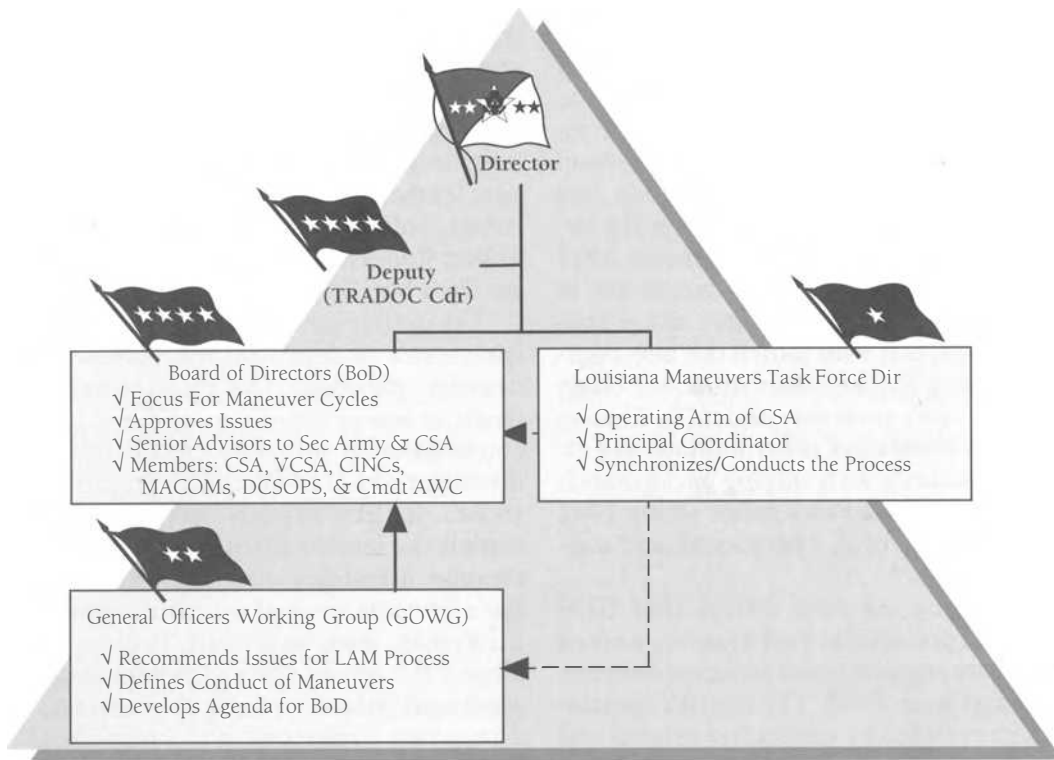 Director
Deputy
(TRADOC Cdr)
Board of Directors (BoD)
√ Focus For Maneuver Cycles
√ Approves Issues
√ Senior Advisors to Sec Army & CSA
√ Members: CSA, VCSA, CINCs,
MACOMs, DCSOPS, & Cmdt AWC
Louisiana Maneuvers Task Force Dir
√ Operating Arm of CSA
√ Principal Coordinator
√ Synchronizes/Conducts the Process
General Officers Working Group (GOWG)
√ Recommends Issues for LAM Process
√ Defines Conduct of Maneuvers
√ Develops Agenda for BoD